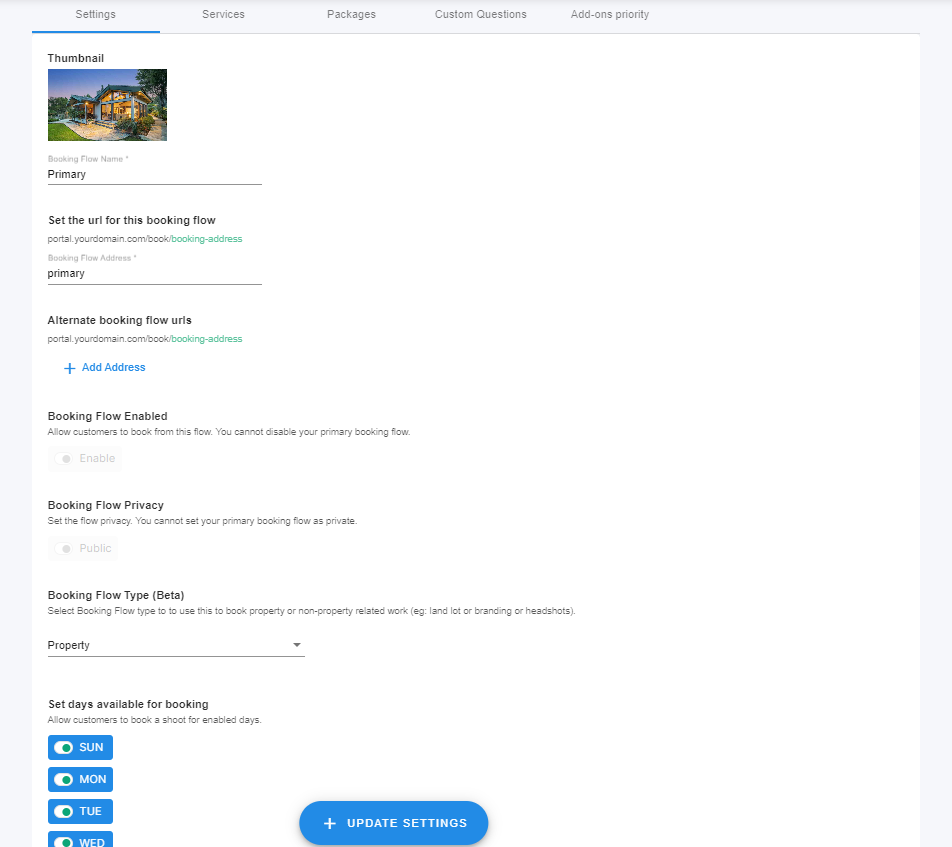 Settings Services Packages Custom Questions Add-ons priority
Thumbnail
Booking Flow Name *
Primary
Set the url for this booking flow
portal.yourdomain.com/book/booking-address
Booking Flow Address *
primary
Alternate booking flow urls
portal.yourdomain.com/book/booking-address
+ Add Address
Booking Flow Enabled
Allow customers to book from this flow. You cannot disable your primary booking flow.
Enable
Booking Flow Privacy
Set the flow privacy. You cannot set your primary booking flow as private.
Public
Booking Flow Type (Beta)
Select Booking Flow type to to use this to book property or non-property related work (eg: land lot or branding or headshots).
Property
Set days available for booking
Allow customers to book a shoot for enabled days.
SUN
MON
TUE
WED
+ UPDATE SETTINGS